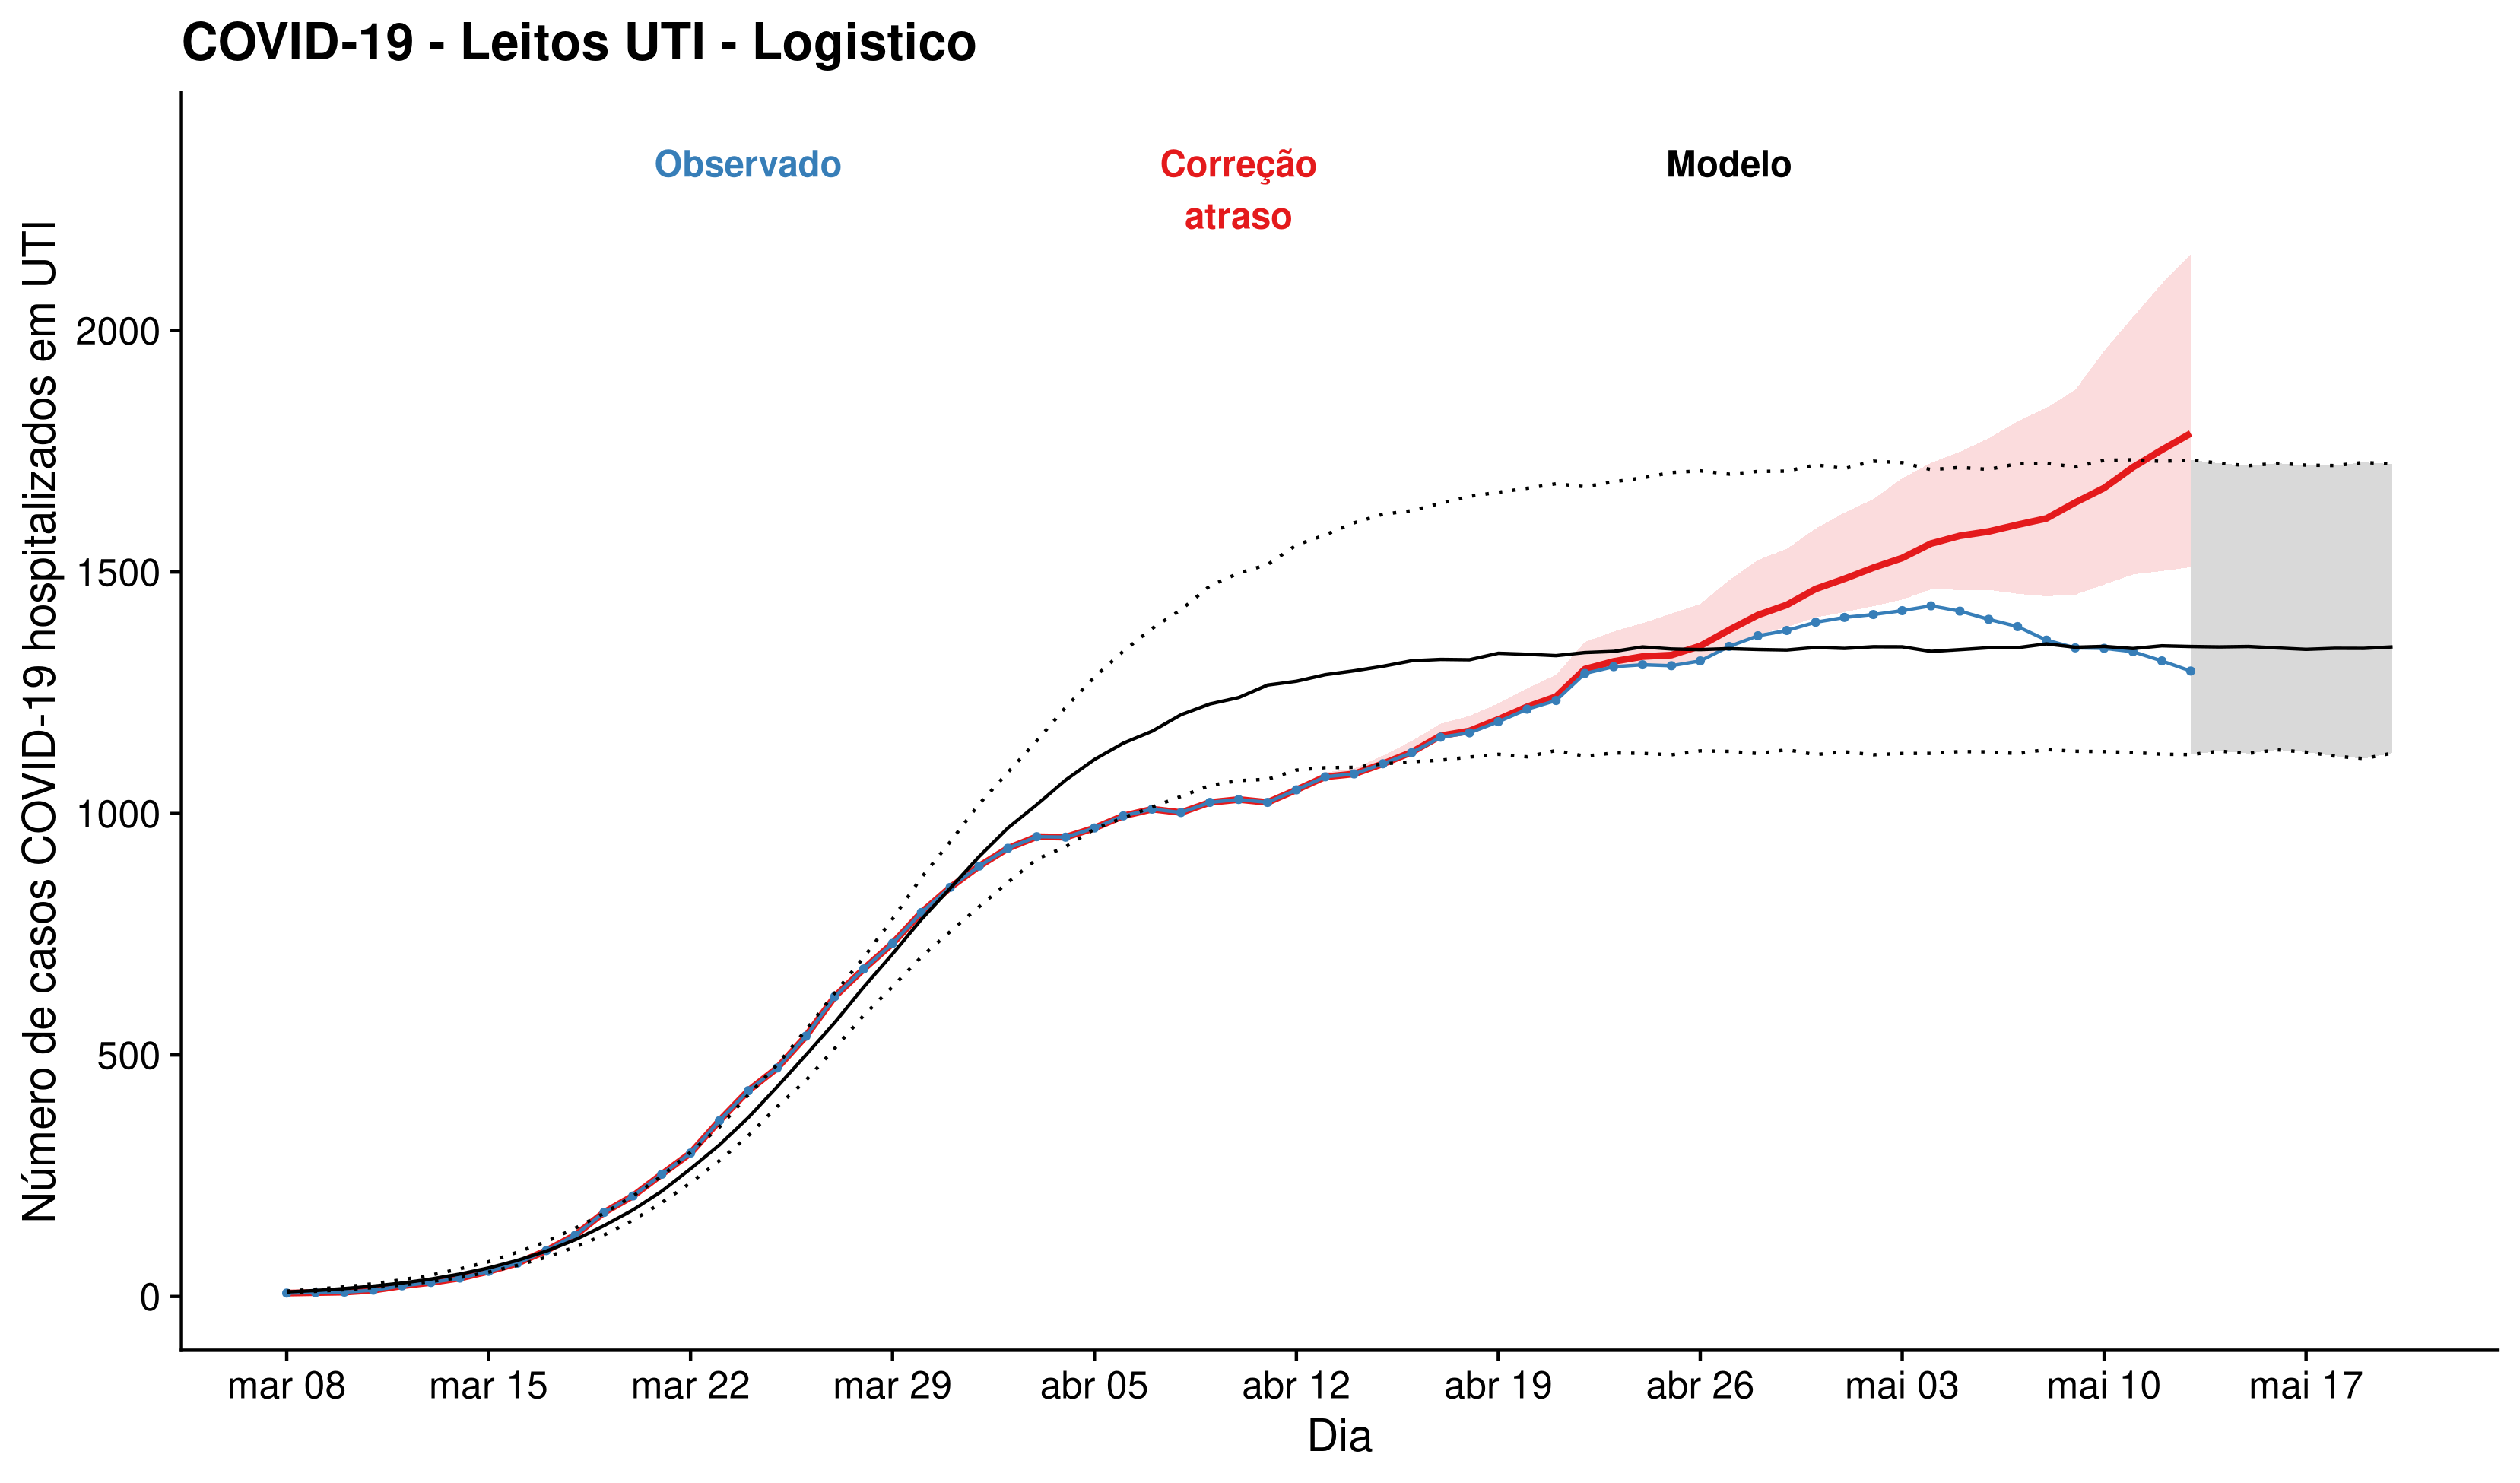 COVID-19 - Leitos UTI - Logistico
Observado
Correção
atraso
Modelo
Número de casos COVID-19 hospitalizados em UTI
2000
1500
1000
500
0
mar 08
mar 15
mar 22
mar 29
abr 05
abr 12
abr 19
abr 26
mai 03
mai 10
mai 17
Dia